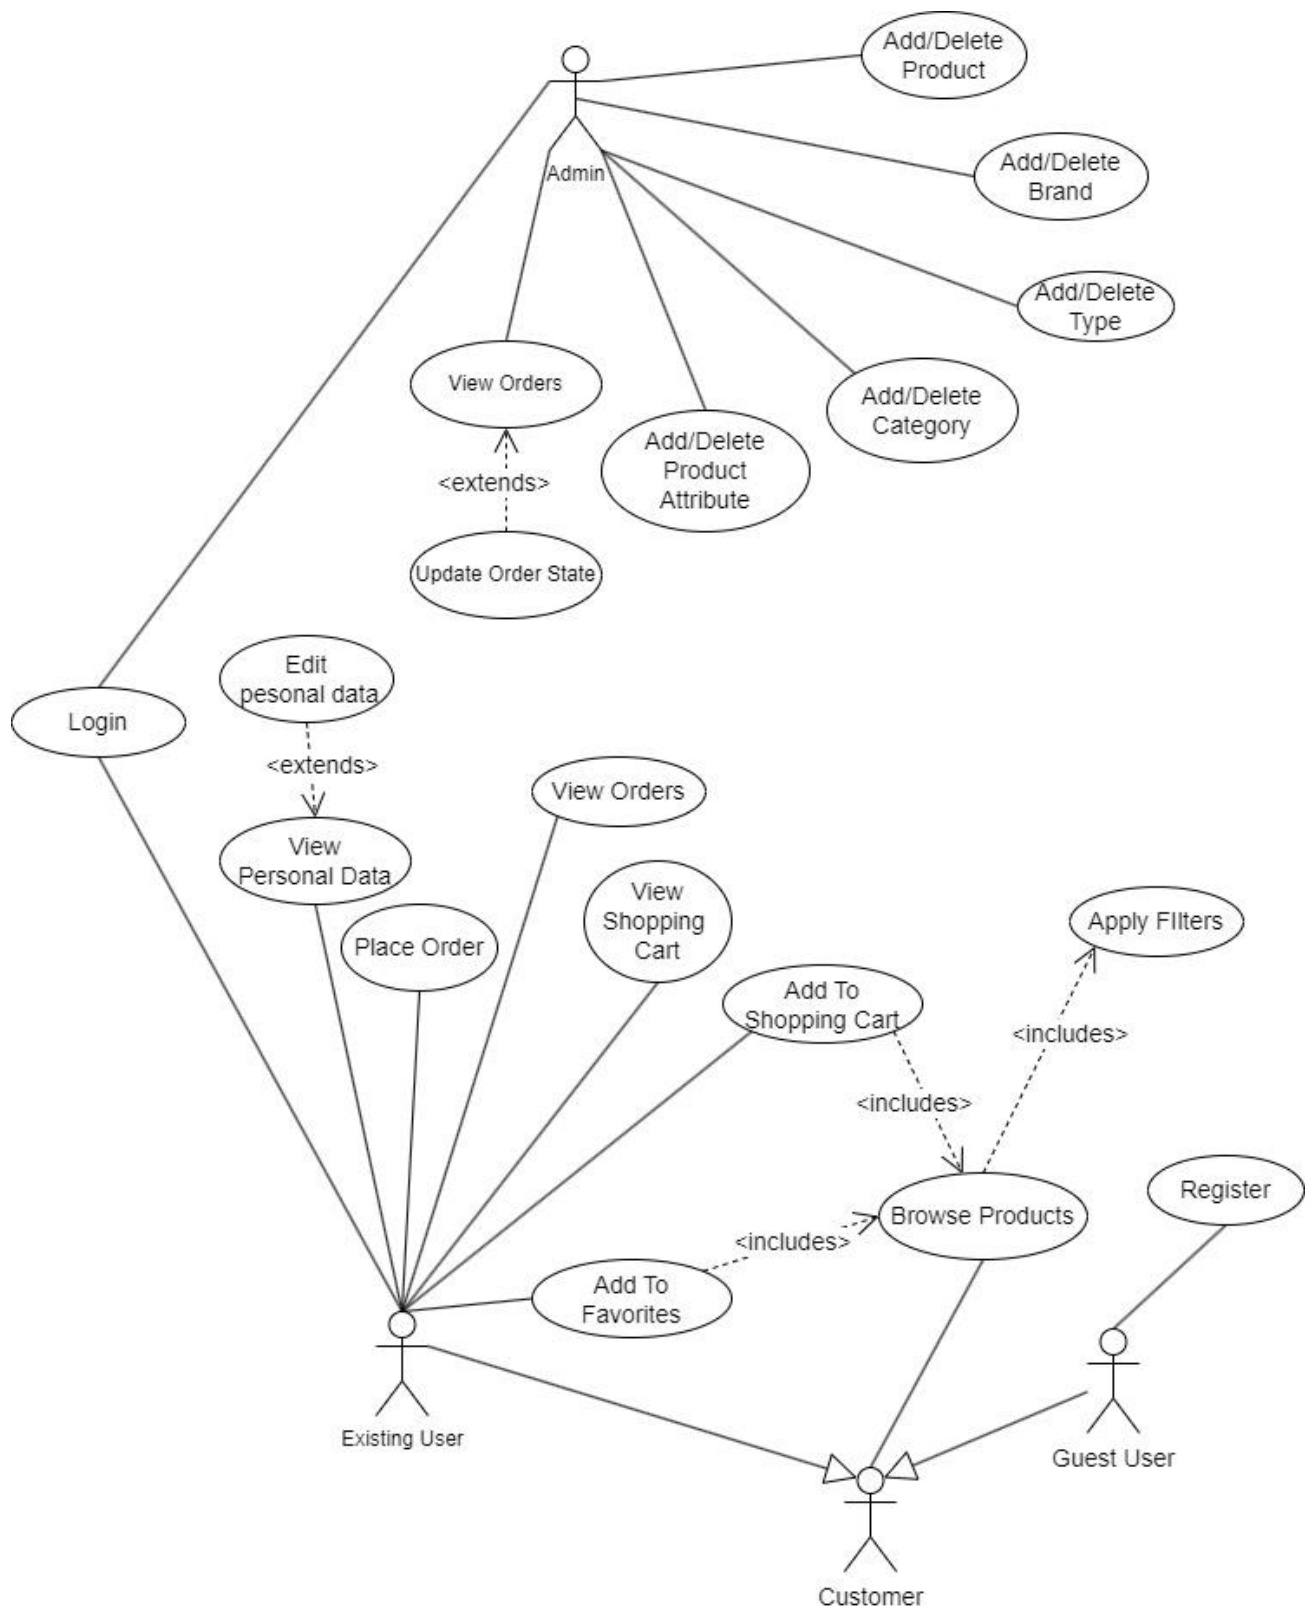 Add/Delete
Product
Admin
Add/Delete
Brand
Add/Delete
Type
View Orders
Add/Delete
Category
Add/Delete
Product
Attribute
<extends>
Update Order State
Edit
pesonal data
Login
<extends>
View Orders
View
Personal Data
View
Shopping
Cart
Place Order
Apply FIlters
Add To
Shopping Cart
<includes>
<includes>
Register
Browse Products
<includes>
Add To
Favorites
Existing User
Guest User
Customer